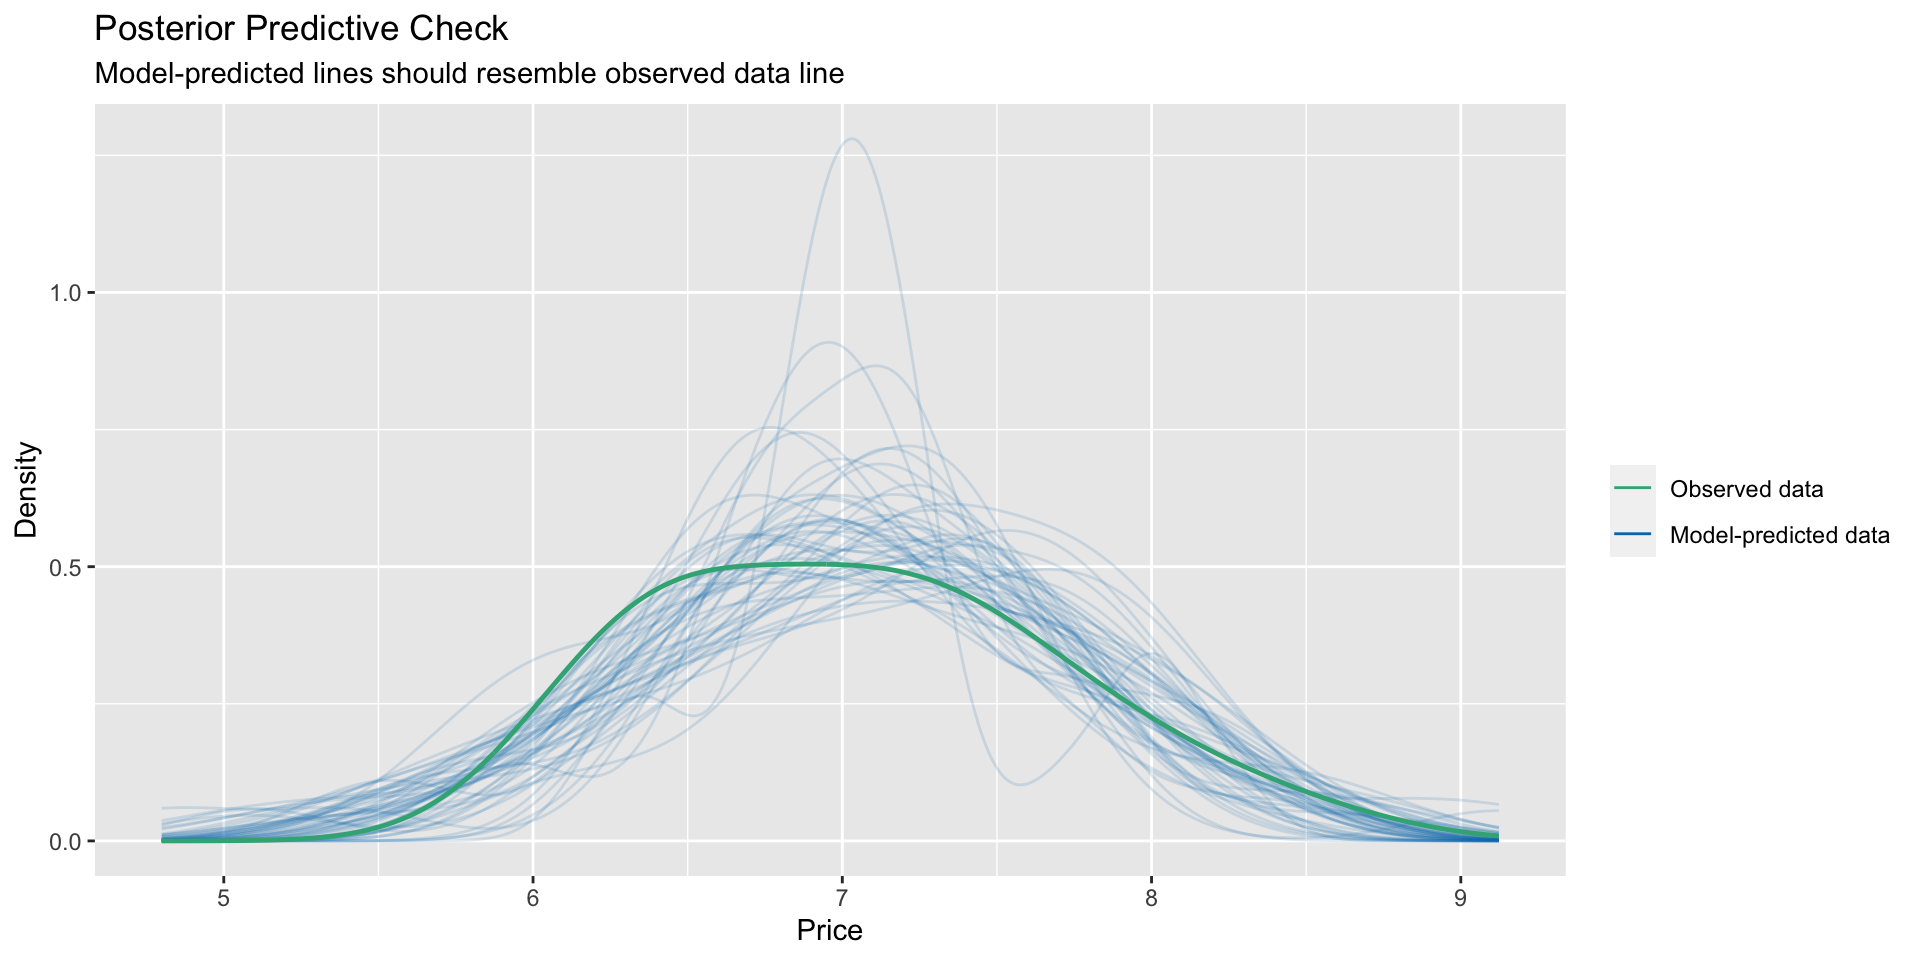 Posterior Predictive Check
Model-predicted lines should resemble observed data line
Density
1.0
0.5
0.0
5 6 7 8 9
Price
Observed data
Model-predicted data